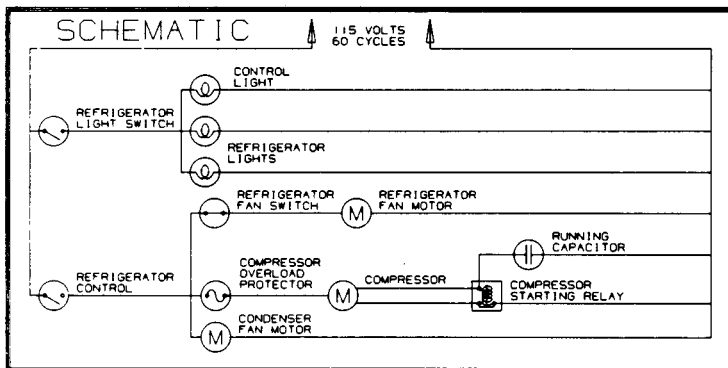 SCHEMATIC
115 VOLTS
60 CYCLES
CONTROL
LIGHT
REFRIGERATOR
LIGHT SWITCH
REFRIGERATOR
LIGHTS
REFRIGERATOR
FAN SWITCH
M
REFRIGERATOR
FAN MOTOR
RUNNING
CAPACITOR
REFRIGERATOR
CONTROL
COMPRESSOR
OVERLOAD
PROTECTOR
M
COMPRESSOR
COMPRESSOR
STARTING RELAY
M
CONDENSER
FAN MOTOR